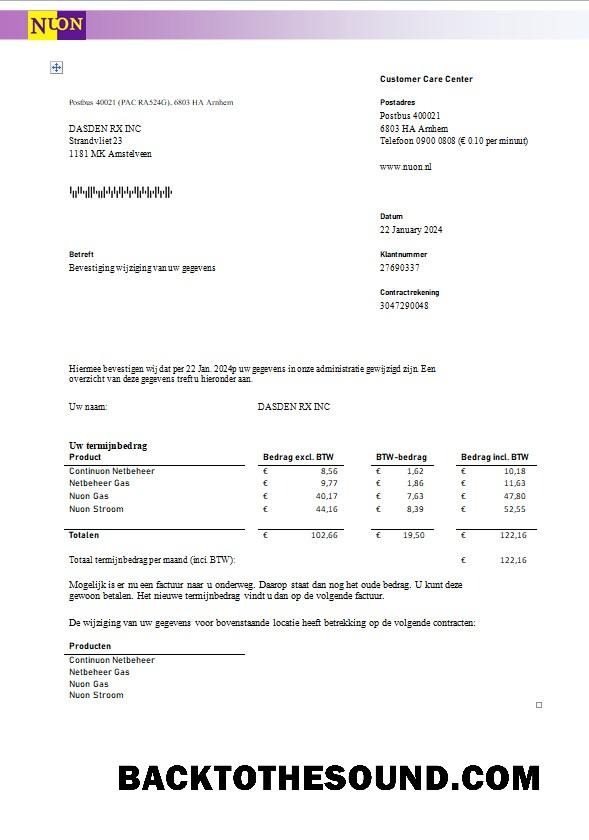 NUON
Customer Care Center
Postbus 40021 (PAC RA524G), 6803 HA Arnhem
Postadres
Postbus 400021
DASDEN RX INC
6803 HA Arnhem
Strandvliet 23
Telefoon 0900 0808 (€ 0.10 per minuut)
1181 MK Amstelveen
www.nuon.nl
Datum
22 January 2024
Betreft
Klantnummer
Bevestiging wijziging van uw gegevens
27690337
Contractrekening
3047290048
Hiermee bevestigen wij dat per 22 Jan. 2024p uw gegevens in onze administratie gewijzigd zijn. Een
overzicht van deze gegevens treft u hieronder aan.
Uw naam: DASDEN RX INC
Uw termijnbedrag
Product Bedrag excl. BTW BTW-bedrag Bedrag incl. BTW
Continuon Netbeheer € 8,56 € 1,62 € 10,18
Netbeheer Gas € 9,77 € 1,86 € 11,63
Nuon Gas € 40,17 € 7,63 € 47,80
Nuon Stroom € 44,16 € 8,39 € 52,55
Totalen € 102,66 € 19,50 € 122,16
Totaal termijnbedrag per maand (incl. BTW): € 122,16
Mogelijk is er nu een factuur naar u onderweg. Daarop staat dan nog het oude bedrag. U kunt deze
gewoon betalen. Het nieuwe termijnbedrag vindt u dan op de volgende factuur.
De wijziging van uw gegevens voor bovenstaande locatie heeft betrekking op de volgende contracten:
Producten
Continuon Netbeheer
Netbeheer Gas
Nuon Gas
Nuon Stroom
BACKTOTHESOUND.COM